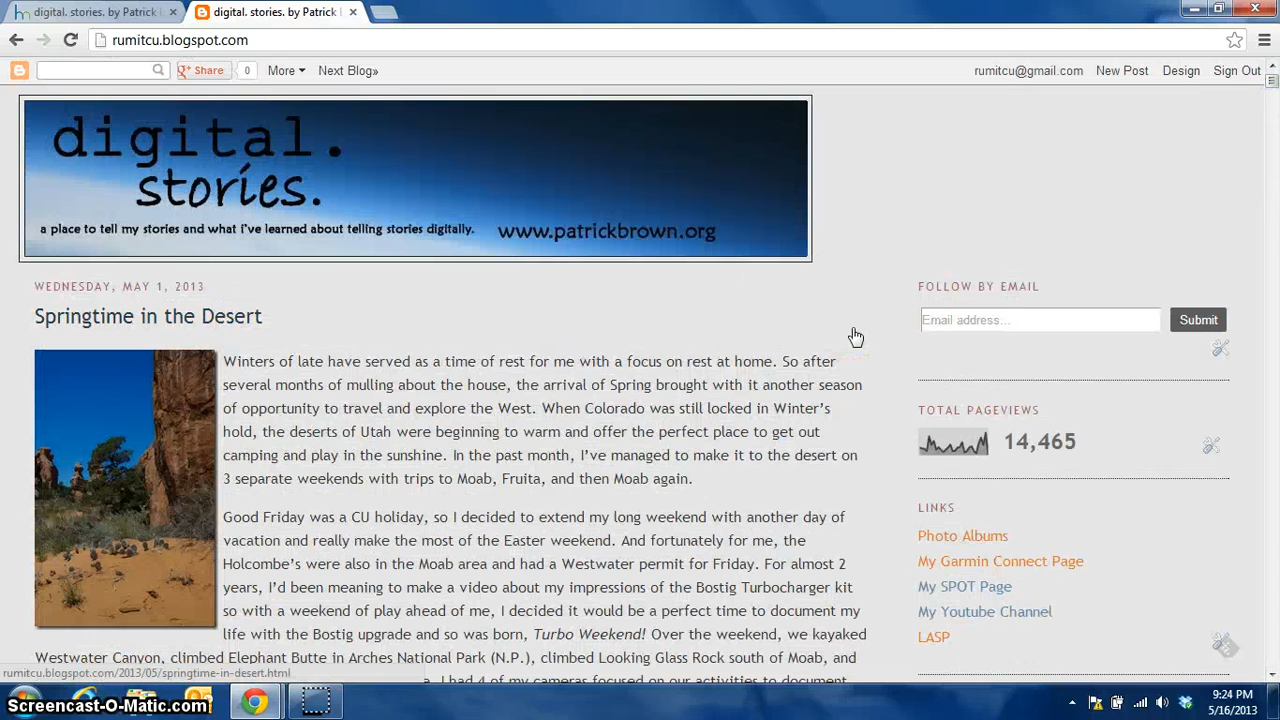 digital. stories. by Patrick
digital. stories. by Patrick
rumitcu.blogspot.com
Share 0 More Next Blog» rumitcu@gmail.com New Post Design Sign Out
digital.
stories.
a place to tell my stories and what i've learned about telling stories digitally. www.patrickbrown.org
WEDNESDAY, MAY 1, 2013
Springtime in the Desert
Winters of late have served as a time of rest for me with a focus on rest at home. So after
several months of mulling about the house, the arrival of Spring brought with it another season
of opportunity to travel and explore the West. When Colorado was still locked in Winter's
hold, the deserts of Utah were beginning to warm and offer the perfect place to get out
camping and play in the sunshine. In the past month, I've managed to make it to the desert on
3 separate weekends with trips to Moab, Fruita, and then Moab again.
Good Friday was a CU holiday, so I decided to extend my long weekend with another day of
vacation and really make the most of the Easter weekend. And fortunately for me, the
Holcombe's were also in the Moab area and had a Westwater permit for Friday. For almost 2
years, I'd been meaning to make a video about my impressions of the Bostig Turbocharger kit
so with a weekend of play ahead of me, I decided it would be a perfect time to document my
life with the Bostig upgrade and so was born, Turbo Weekend! Over the weekend, we kayaked
Westwater Canyon, climbed Elephant Butte in Arches National Park (N.P.), climbed Looking Glass Rock south of Moab, and
I had 4 of my cameras focused on our activities to document
FOLLOW BY EMAIL
Email address... Submit
TOTAL PAGEVIEWS
14,465
LINKS
Photo Albums
My Garmin Connect Page
My SPOT Page
My Youtube Channel
LASP
rumitcu.blogspot.com/2013/05/springtime-in-desert.html
Screencast-O-Matic.com
9:24 PM
5/16/2013